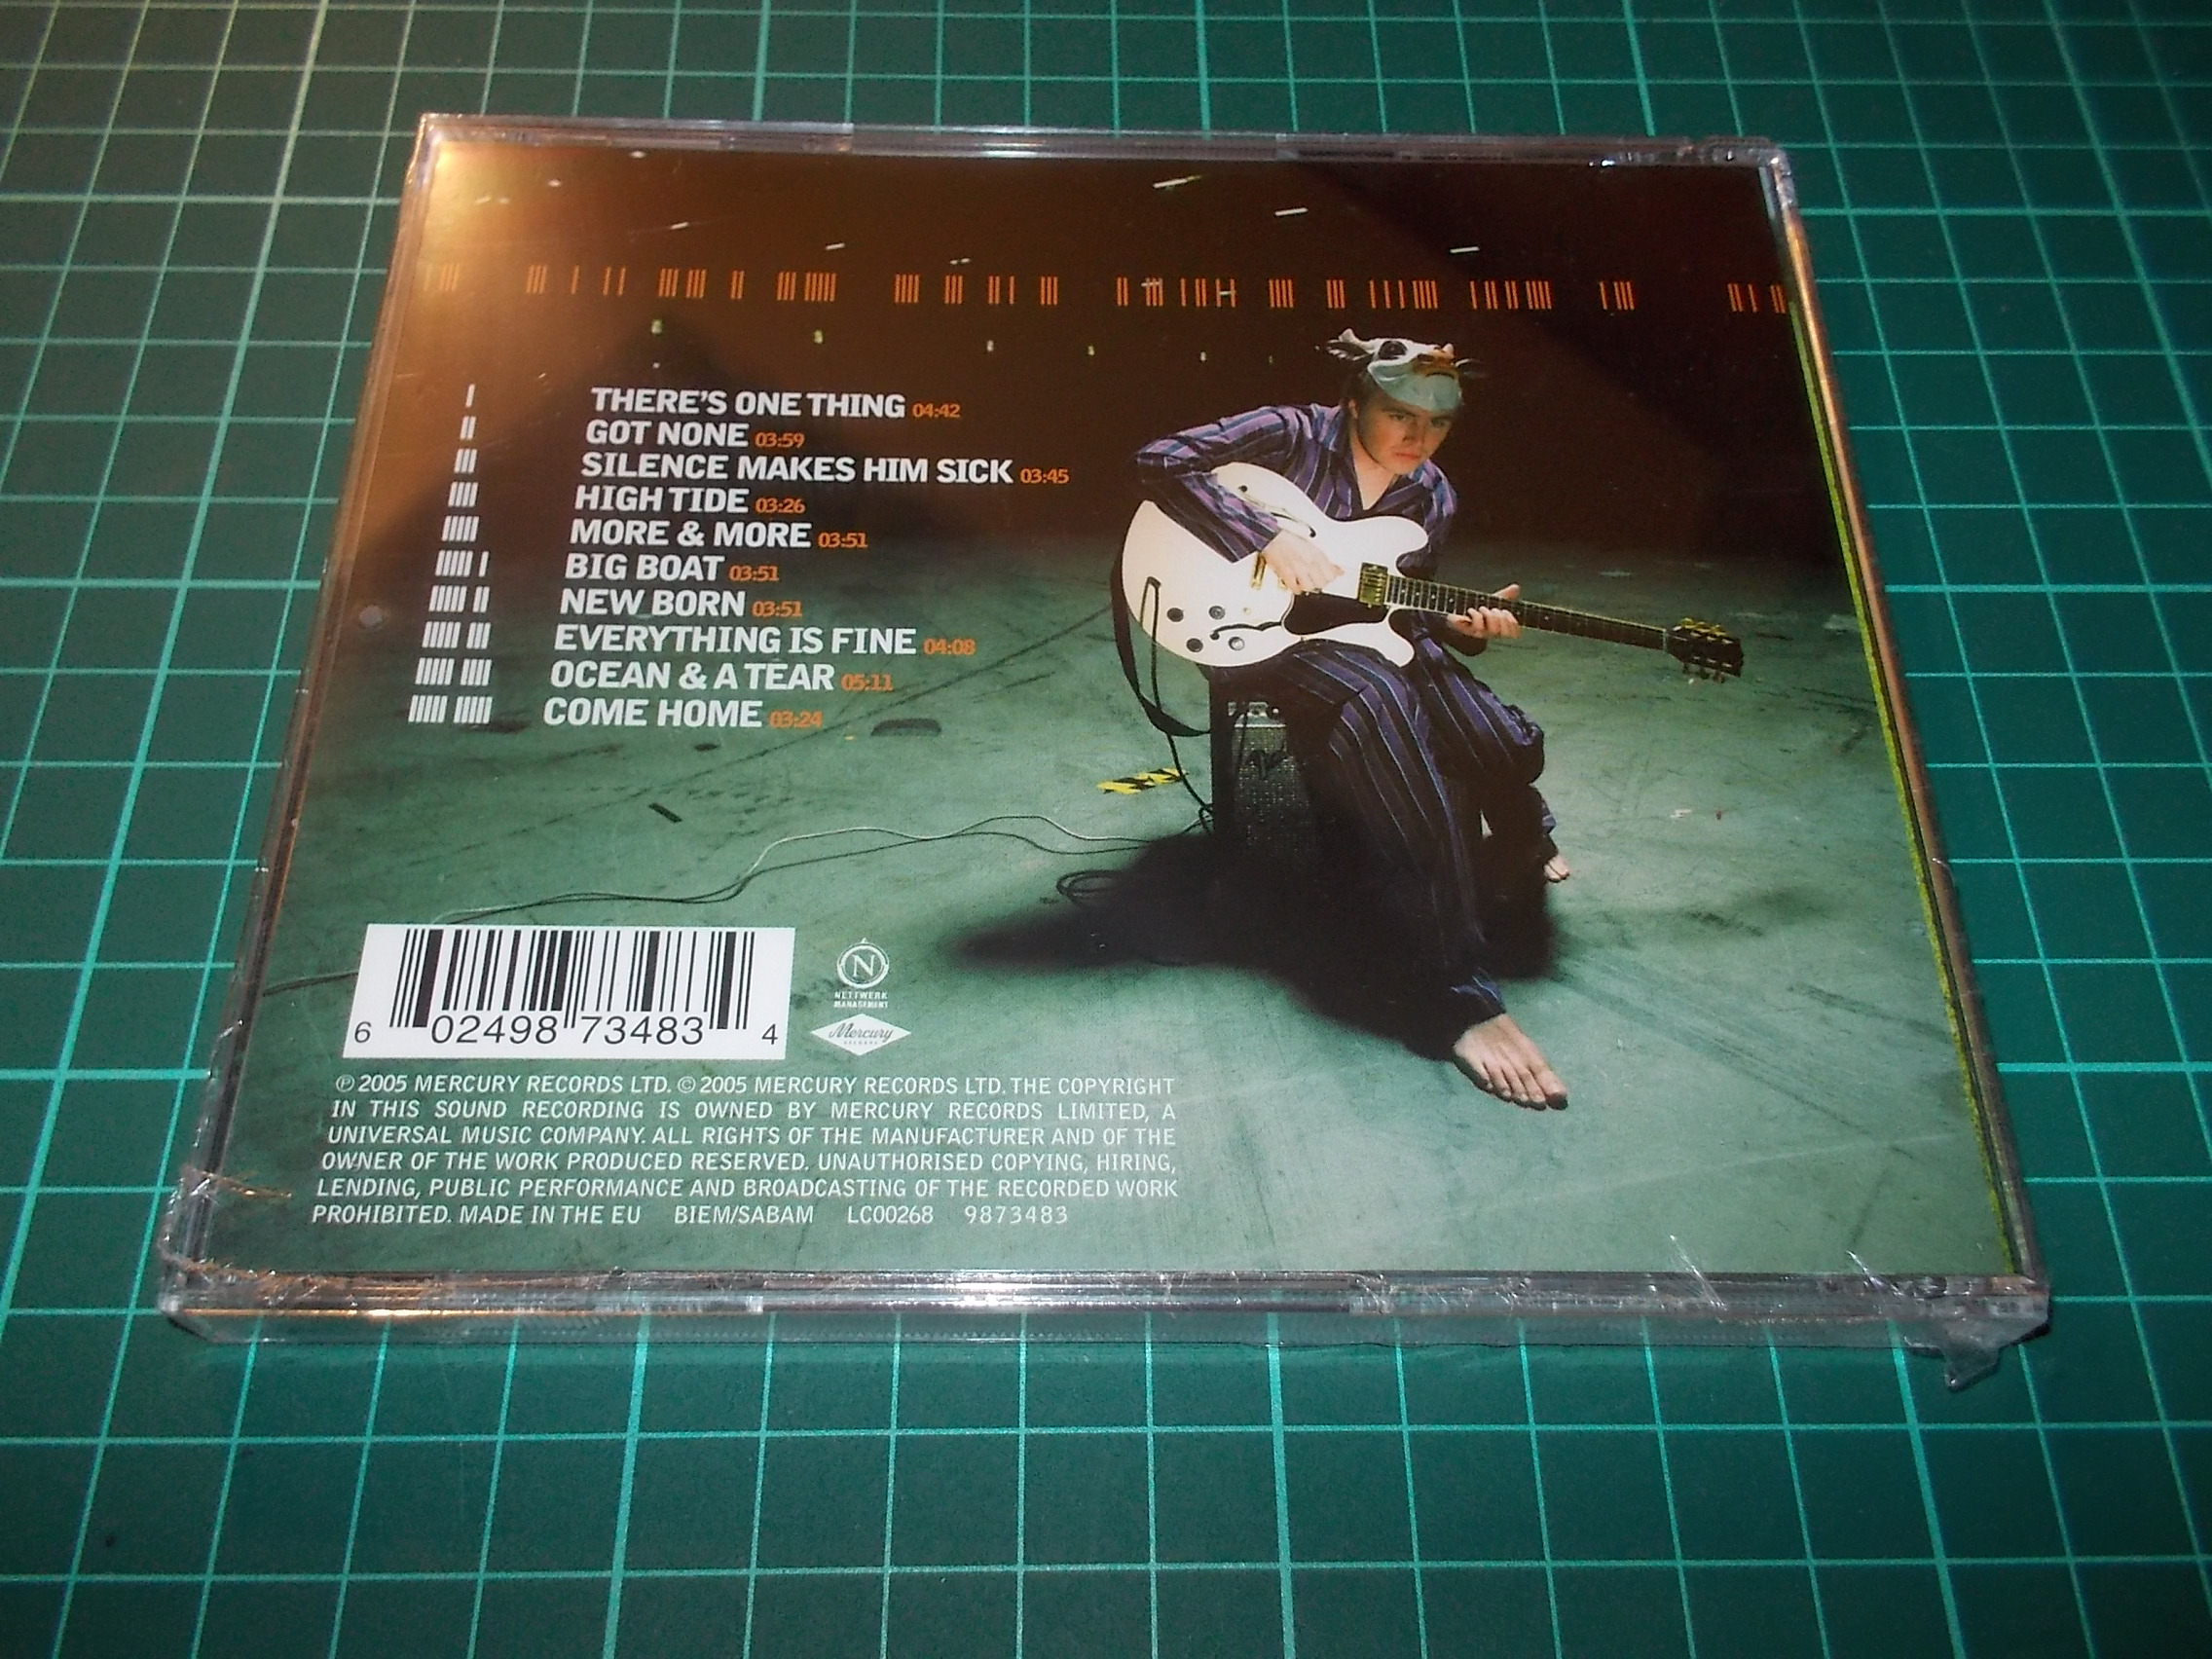 THERE'S ONE THING 04:42
GOT NONE 03:59
SILENCE MAKES HIM SICK 03:45
HIGH TIDE 03:26
MORE & MORE 03:51
BIG BOAT 03:51
NEW BORN 03:51
EVERYTHING IS FINE 04:08
OCEAN & A TEAR 05:11
COME HOME 03:24
6 02498 73483 4
N
NETTWERK
MANAGEMENT
Mercury
RECORDS
℗ 2005 MERCURY RECORDS LTD. © 2005 MERCURY RECORDS LTD. THE COPYRIGHT
IN THIS SOUND RECORDING IS OWNED BY MERCURY RECORDS LIMITED, A
UNIVERSAL MUSIC COMPANY. ALL RIGHTS OF THE MANUFACTURER AND OF THE
OWNER OF THE WORK PRODUCED RESERVED. UNAUTHORISED COPYING, HIRING,
LENDING, PUBLIC PERFORMANCE AND BROADCASTING OF THE RECORDED WORK
PROHIBITED. MADE IN THE EU BIEM/SABAM LC00268 9873483